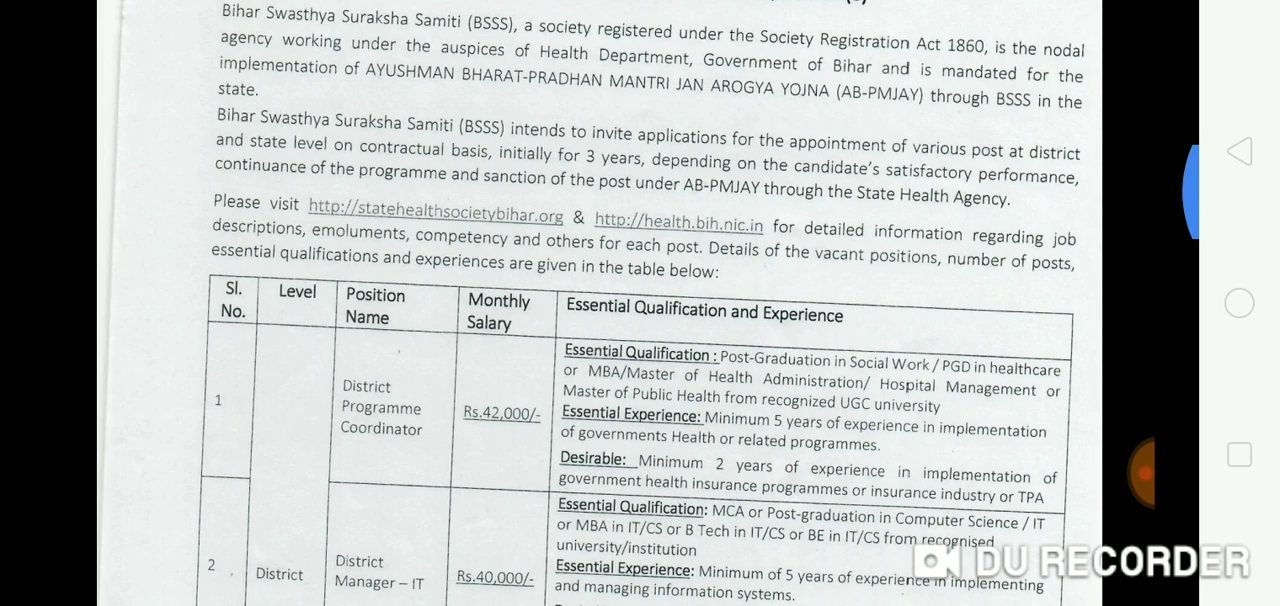 Bihar Swasthya Suraksha Samiti (BSSS), a society registered under the Society Registration Act 1860, is the nodal
agency working under the auspices of Health Department, Government of Bihar and is mandated for the
implementation of AYUSHMAN BHARAT-PRADHAN MANTRI JAN AROGYA YOJNA (AB-PMJAY) through BSSS in the
state.
Bihar Swasthya Suraksha Samiti (BSSS) intends to invite applications for the appointment of various post at district
and state level on contractual basis, initially for 3 years, depending on the candidate's satisfactory performance,
continuance of the programme and sanction of the post under AB-PMJAY through the State Health Agency.
Please visit http://statehealthsocietybihar.org & http://health.bih.nic.in for detailed information regarding job
descriptions, emoluments, competency and others for each post. Details of the vacant positions, number of posts,
essential qualifications and experiences are given in the table below:
Sl. No.
Level
Position Name
Monthly Salary
Essential Qualification and Experience
1
District
Programme
Coordinator
Rs.42,000/-
Essential Qualification : Post-Graduation in Social Work / PGD in healthcare
or MBA/Master of Health Administration/ Hospital Management or
Master of Public Health from recognized UGC university
Essential Experience: Minimum 5 years of experience in implementation
of governments Health or related programmes.
Desirable: Minimum 2 years of experience in implementation of
government health insurance programmes or insurance industry or TPA
2
District
District
Manager – IT
Rs.40,000/-
Essential Qualification: MCA or Post-graduation in Computer Science / IT
or MBA in IT/CS or B Tech in IT/CS or BE in IT/CS from recognised
university/institution
Essential Experience: Minimum of 5 years of experience in implementing
and managing information systems.
DU RECORDER